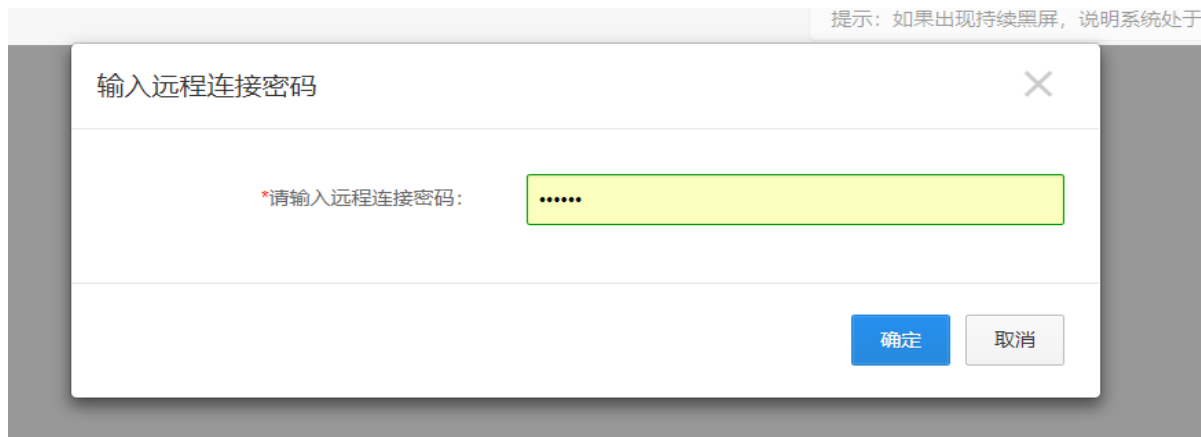 提示：如果出现持续黑屏，说明系统处于
输入远程连接密码
*请输入远程连接密码：
••••••
确定
取消